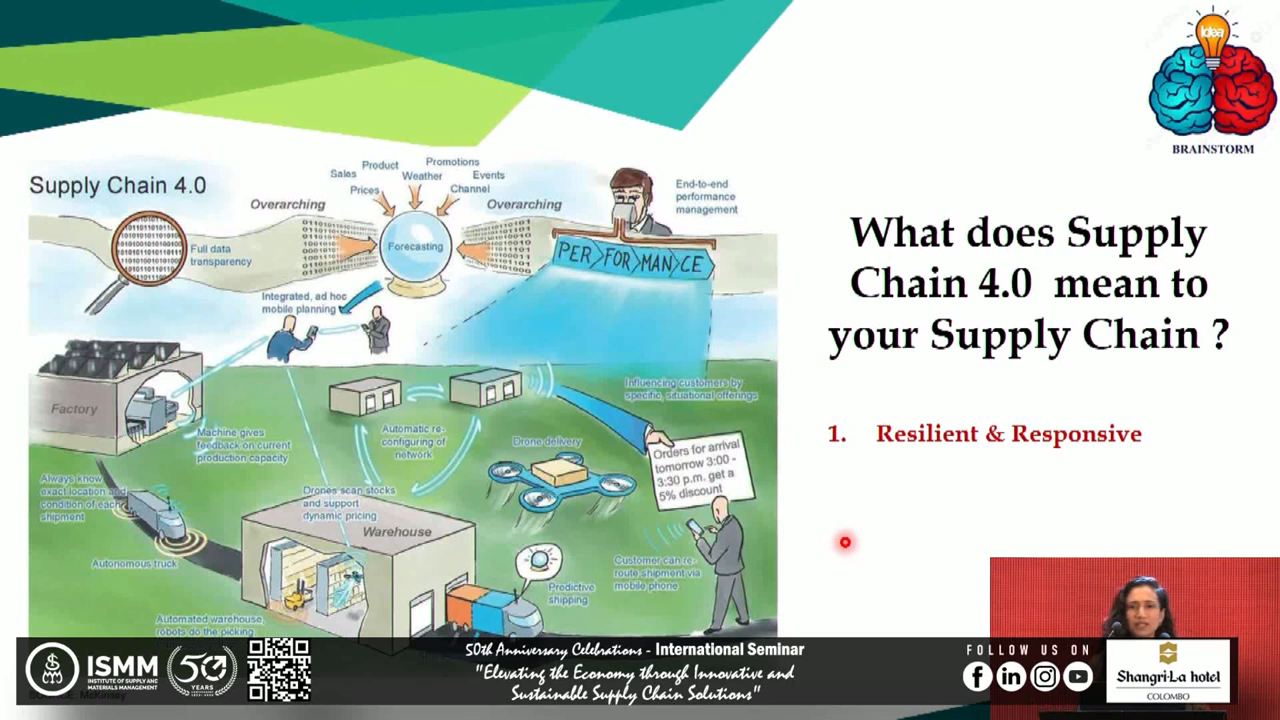 idea
BRAINSTORM
Supply Chain 4.0
Overarching
Sales
Product
Promotions
Prices
Weather
Events
Channel
Forecasting
Overarching
End-to-end
performance
management
PER>FOR>MAN>CE
Full data
transparency
Integrated, ad hoc
mobile planning
Factory
Machine gives
feedback on current
production capacity
Automatic re-
configuring of
network
Influencing customers by
specific, situational offerings
Drone delivery
Orders for arrival
tomorrow 3:00 -
3:30 p.m. get a
5% discount
Always know
exact location and
condition of each
shipment
Autonomous truck
Drones scan stocks
and support
dynamic pricing
Warehouse
Predictive
shipping
Customer can re-
route shipment via
mobile phone
Automated warehouse,
robots do the picking
What does Supply
Chain 4.0 mean to
your Supply Chain ?
1. Resilient & Responsive
ISMM
INSTITUTE OF SUPPLY AND
MATERIALS MANAGEMENT
50
YEARS
50th Anniversary Celebrations - International Seminar
"Elevating the Economy through Innovative and
Sustainable Supply Chain Solutions"
FOLLOW US ON
Shangri-La hotel
COLOMBO